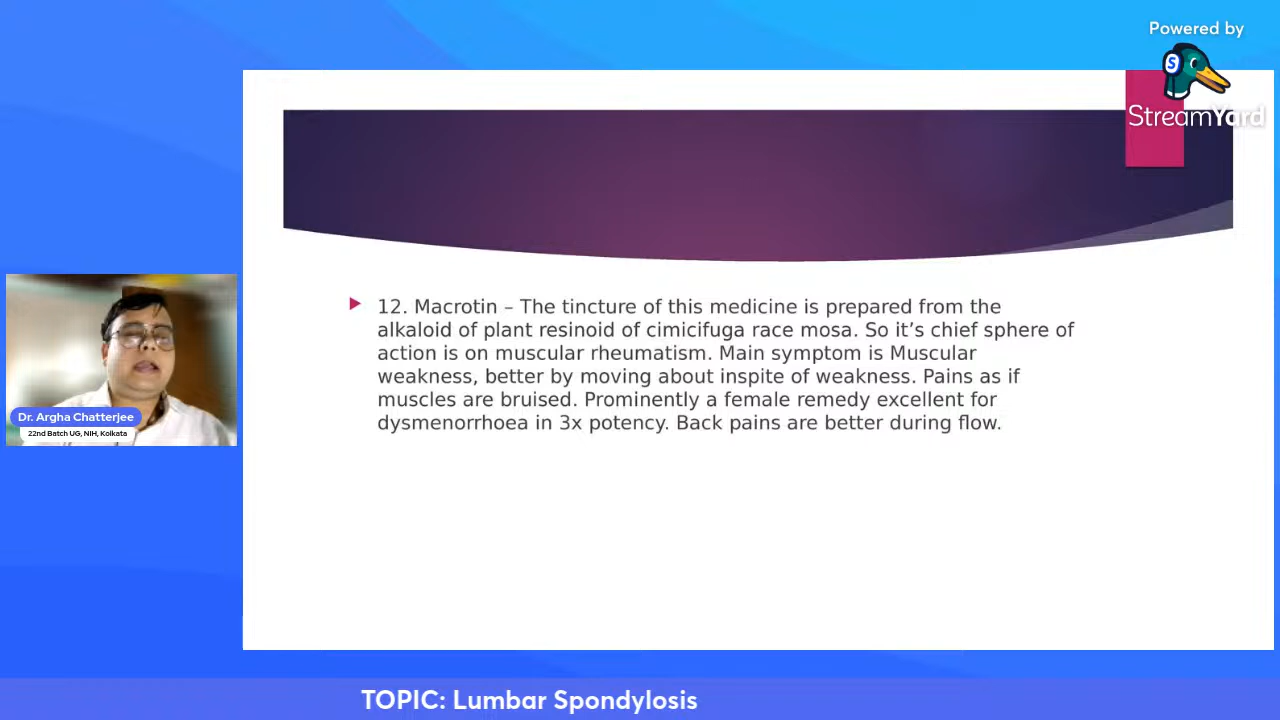 Powered by
StreamYard
12. Macrotin – The tincture of this medicine is prepared from the
alkaloid of plant resinoid of cimicifuga race mosa. So it’s chief sphere of
action is on muscular rheumatism. Main symptom is Muscular
weakness, better by moving about inspite of weakness. Pains as if
muscles are bruised. Prominently a female remedy excellent for
dysmenorrhoea in 3x potency. Back pains are better during flow.
Dr. Argha Chatterjee
22nd Batch UG, NIH, Kolkata
TOPIC: Lumbar Spondylosis